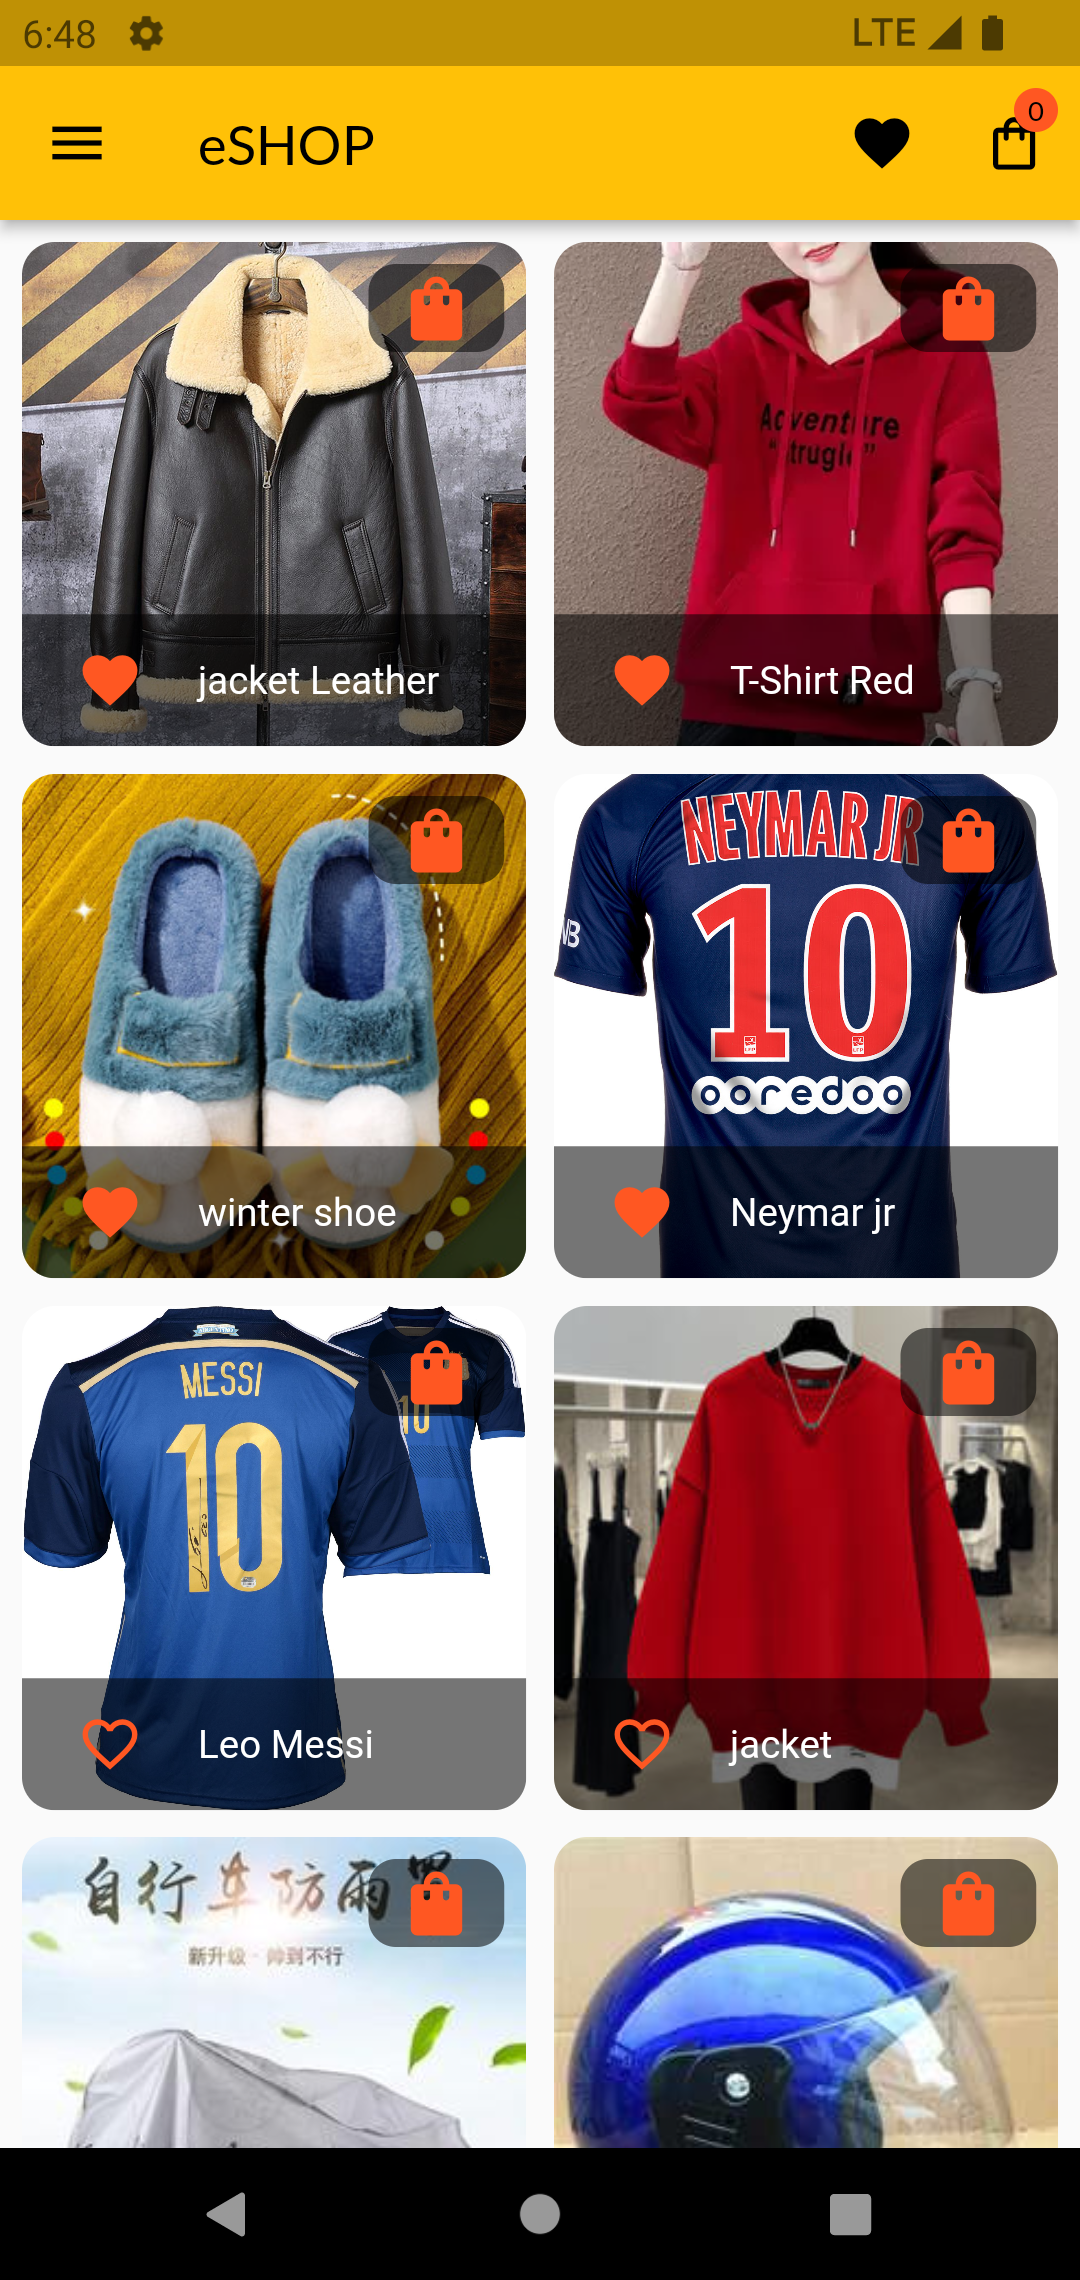 6:48
LTE
eSHOP
0
Adventure
jacket Leather
T-Shirt Red
NEYMAR JR
10
ooredoo
winter shoe
Neymar jr
MESSI
10
10
Leo Messi
jacket
自行车防雨罩
新升级·帅到不行